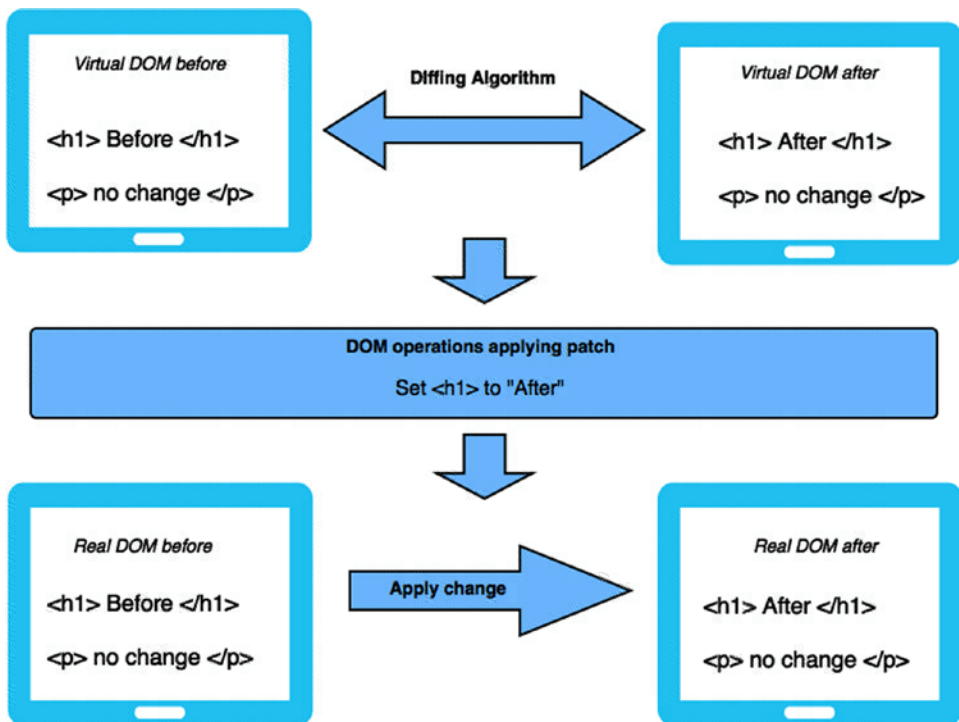 Virtual DOM before
<h1> Before </h1>
<p> no change </p>
DIffing Algorithm
Virtual DOM after
<h1> After </h1>
<p> no change </p>
DOM operations applying patch
Set <h1> to "After"
Real DOM before
<h1> Before </h1>
<p> no change </p>
Apply change
Real DOM after
<h1> After </h1>
<p> no change </p>